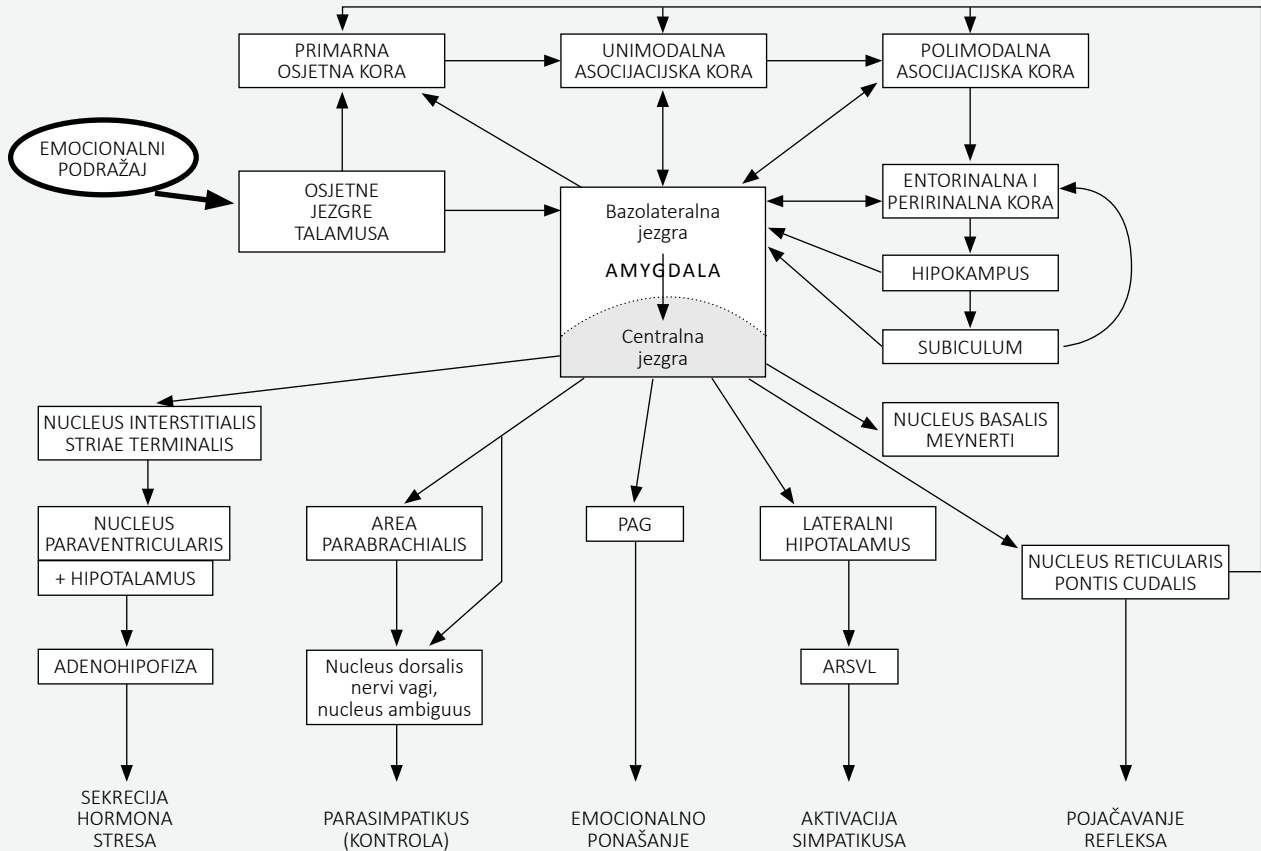 PRIMARNA
OSJETNA KORA
UNIMODALNA
ASOCIJACIJSKA KORA
POLIMODALNA
ASOCIJACIJSKA KORA
EMOCIONALNI
PODRAŽAJ
OSJETNE
JEZGRE
TALAMUSA
Bazolateralna
jezgra
AMYGDALA
Centralna
jezgra
ENTORINALNA I
PERIRINALNA KORA
HIPOKAMPUS
SUBICULUM
NUCLEUS INTERSTITIALIS
STRIAE TERMINALIS
NUCLEUS BASALIS
MEYNERTI
NUCLEUS
PARAVENTRICULARIS
+ HIPOTALAMUS
AREA
PARABRACHIALIS
PAG
LATERALNI
HIPOTALAMUS
NUCLEUS RETICULARIS
PONTIS CUDALIS
ADENOHIPOFIZA
Nucleus dorsalis
nervi vagi,
nucleus ambiguus
ARSVL
SEKRECIJA
HORMONA
STRESA
PARASIMPATIKUS
(KONTROLA)
EMOCIONALNO
PONAŠANJE
AKTIVACIJA
SIMPATIKUSA
POJAČAVANJE
REFLEKSA